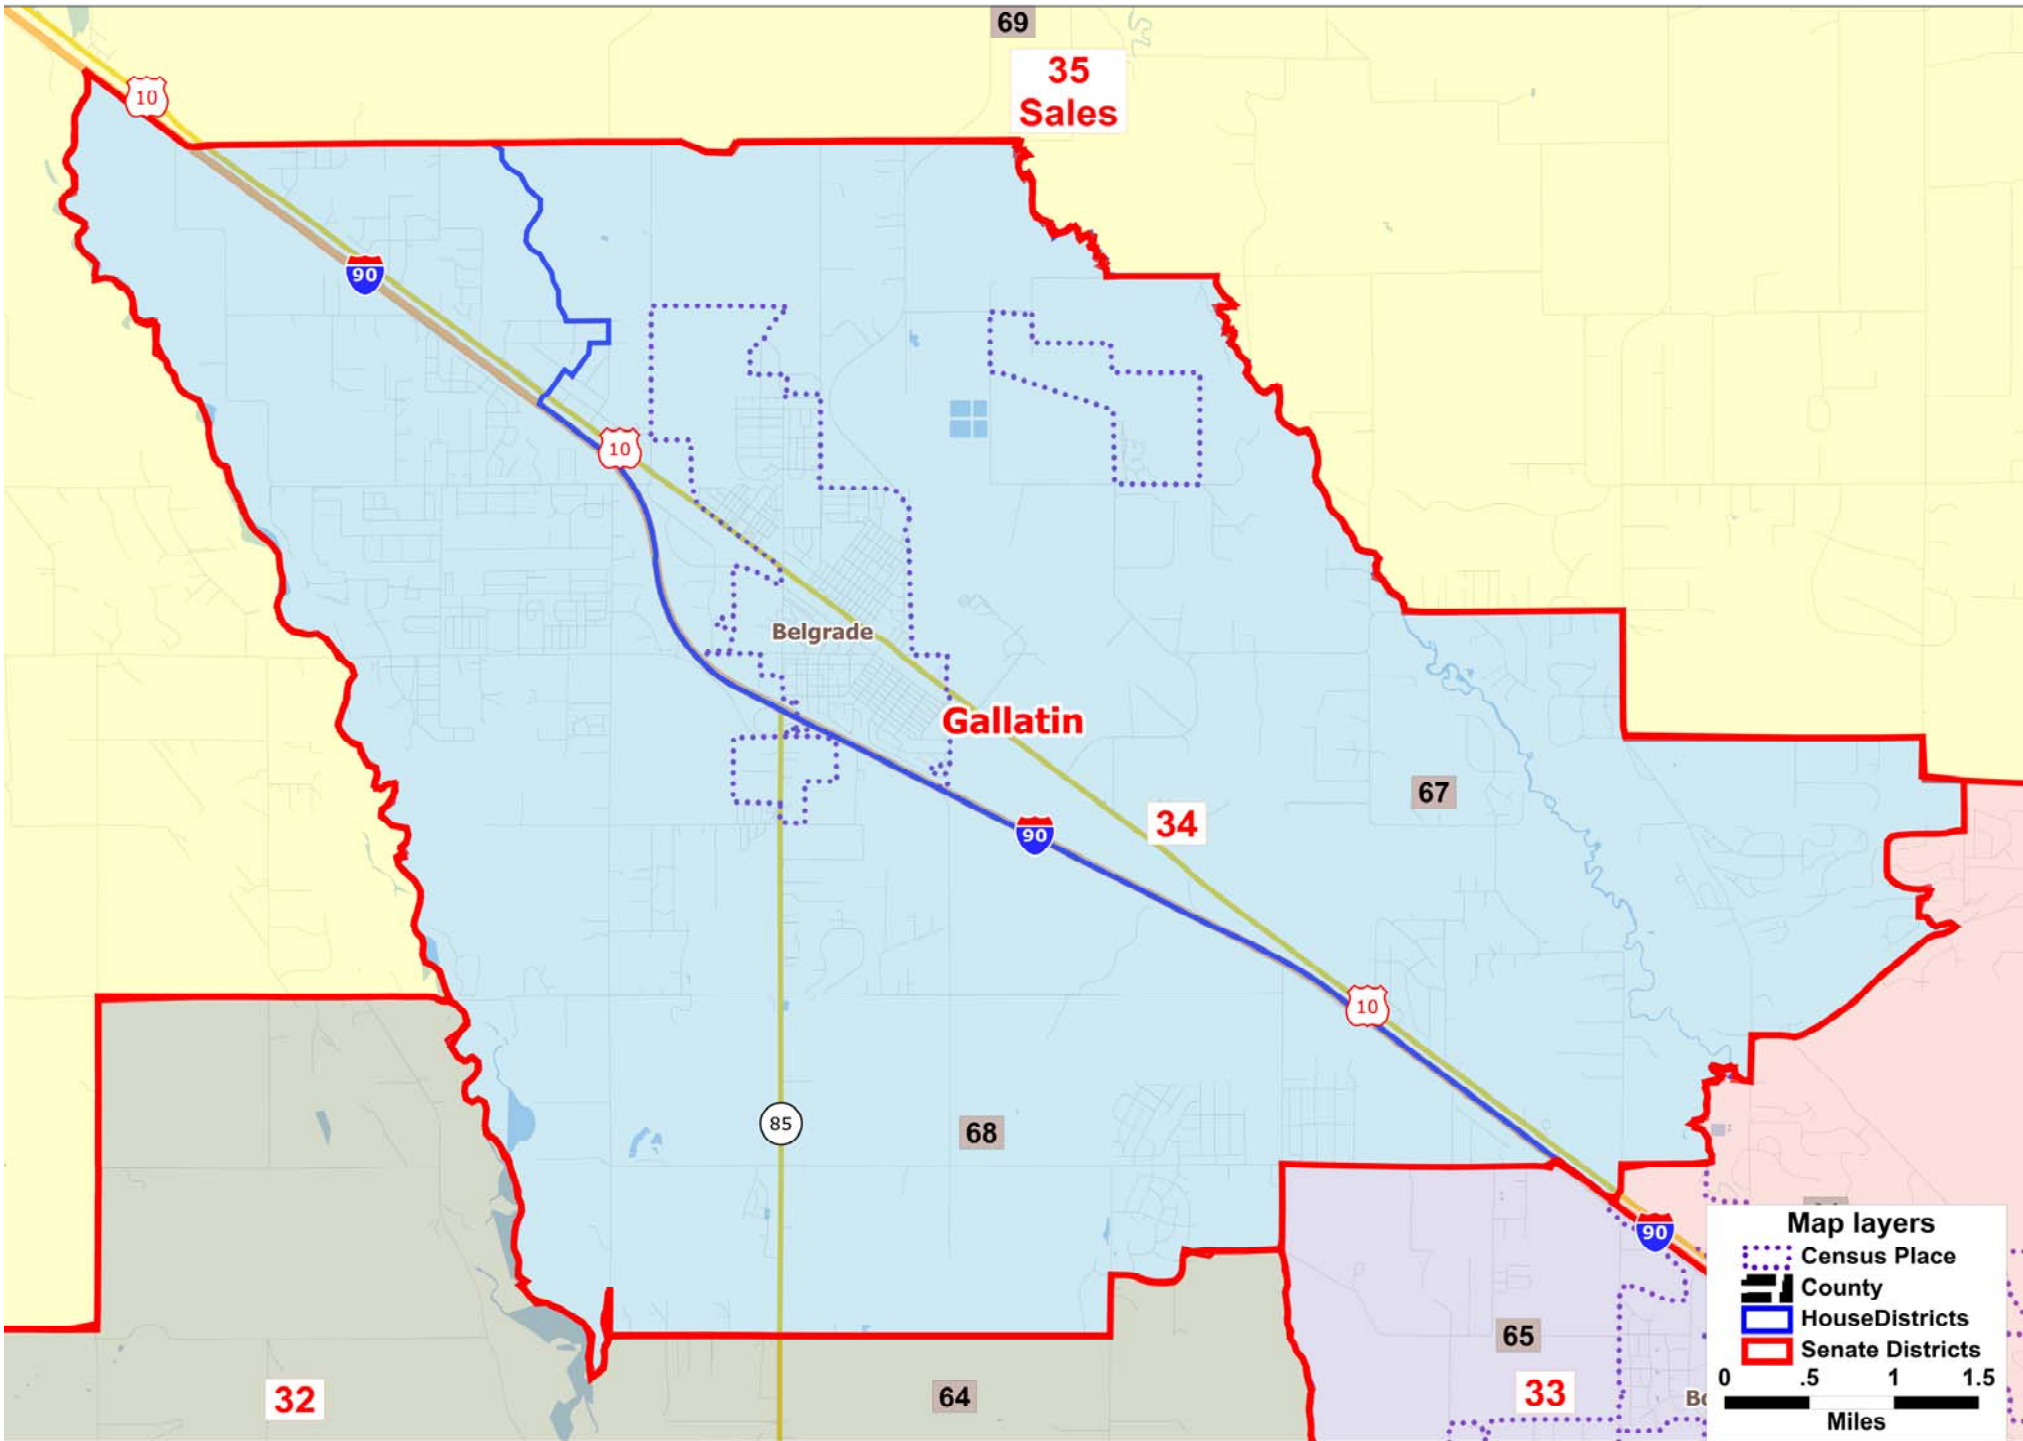 69
35
Sales
10
90
10
Belgrade
Gallatin
67
34
90
10
85
68
90
65
64
32
33
Map layers
Census Place
County
HouseDistricts
Senate Districts
0 .5 1 1.5
Miles